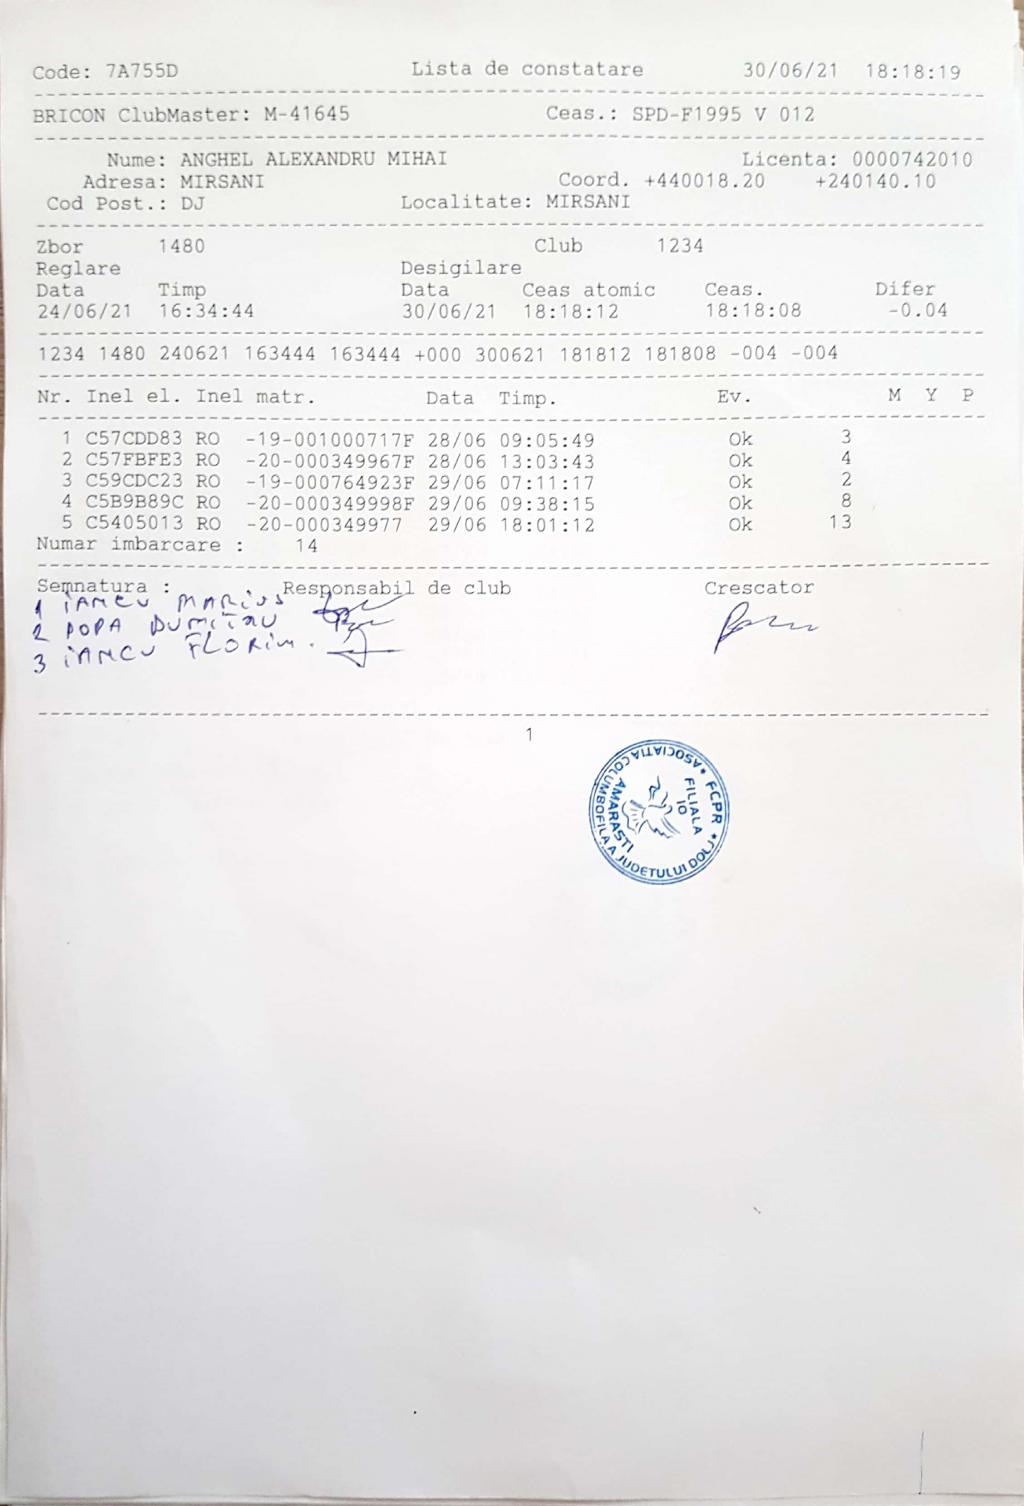 Code: 7A755D Lista de constatare 30/06/21 18:18:19
BRICON ClubMaster: M-41645 Ceas.: SPD-F1995 V 012
Nume: ANGHEL ALEXANDRU MIHAI Licenta: 0000742010
Adresa: MIRSANI Coord. +440018.20 +240140.10
Cod Post.: DJ Localitate: MIRSANI
Zbor 1480 Club 1234
Reglare Desigilare
Data Timp Data Ceas atomic Ceas. Difer
24/06/21 16:34:44 30/06/21 18:18:12 18:18:08 -0.04
1234 1480 240621 163444 163444 +000 300621 181812 181808 -004 -004
Nr. Inel el. Inel matr. Data Timp. Ev. M Y P
1 C57CDD83 RO -19-001000717F 28/06 09:05:49 Ok 3
2 C57FBFE3 RO -20-000349967F 28/06 13:03:43 Ok 4
3 C59CDC23 RO -19-000764923F 29/06 07:11:17 Ok 2
4 C5B9B89C RO -20-000349998F 29/06 09:38:15 Ok 8
5 C5405013 RO -20-000349977 29/06 18:01:12 Ok 13
Numar imbarcare : 14
Semnatura : Responsabil de club Crescator
1 IANCU MARIUS
2 POPA DUMITRU
3 IANCU FLORIN.
1
FCPR * ASOCIATIA COLUMBOFILA A JUDETULUI DOLJ *
FILIALA
10
AMARASTI